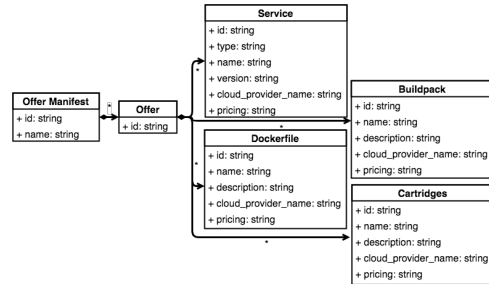 Service
+ id: string
+ type: string
+ name: string
+ version: string
+ cloud_provider_name: string
+ pricing: string
Offer Manifest
+ id: string
+ name: string
*
Offer
+ id: string
*
*
*
*
Buildpack
+ id: string
+ name: string
+ description: string
+ cloud_provider_name: string
+ pricing: string
Dockerfile
+ id: string
+ name: string
+ description: string
+ cloud_provider_name: string
+ pricing: string
Cartridges
+ id: string
+ name: string
+ description: string
+ cloud_provider_name: string
+ pricing: string